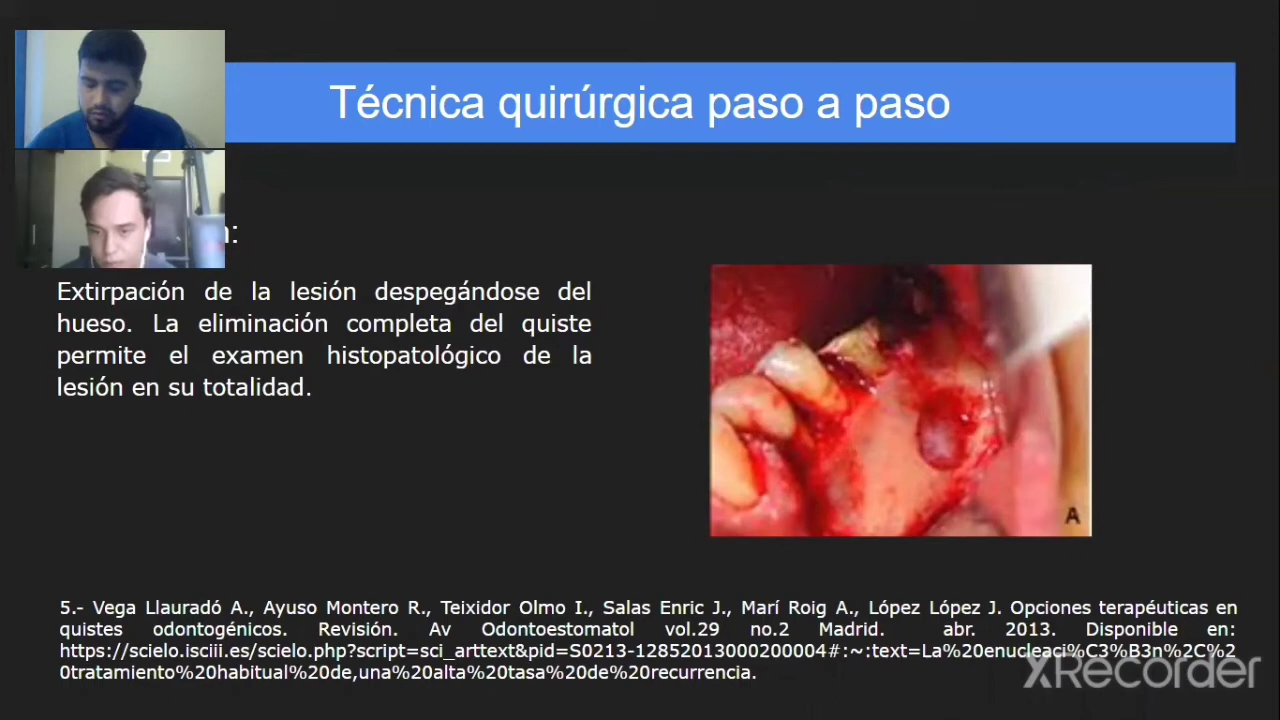 Técnica quirúrgica paso a paso
n:
Extirpación de la lesión despegándose del
hueso. La eliminación completa del quiste
permite el examen histopatológico de la
lesión en su totalidad.
A
5.- Vega Llauradó A., Ayuso Montero R., Teixidor Olmo I., Salas Enric J., Marí Roig A., López López J. Opciones terapéuticas en
quistes odontogénicos. Revisión. Av Odontoestomatol vol.29 no.2 Madrid. abr. 2013. Disponible en:
https://scielo.isciii.es/scielo.php?script=sci_arttext&pid=S0213-12852013000200004#:~:text=La%20enucleaci%C3%B3n%2C%2
0tratamiento%20habitual%20de,una%20alta%20tasa%20de%20recurrencia.
XRecorder